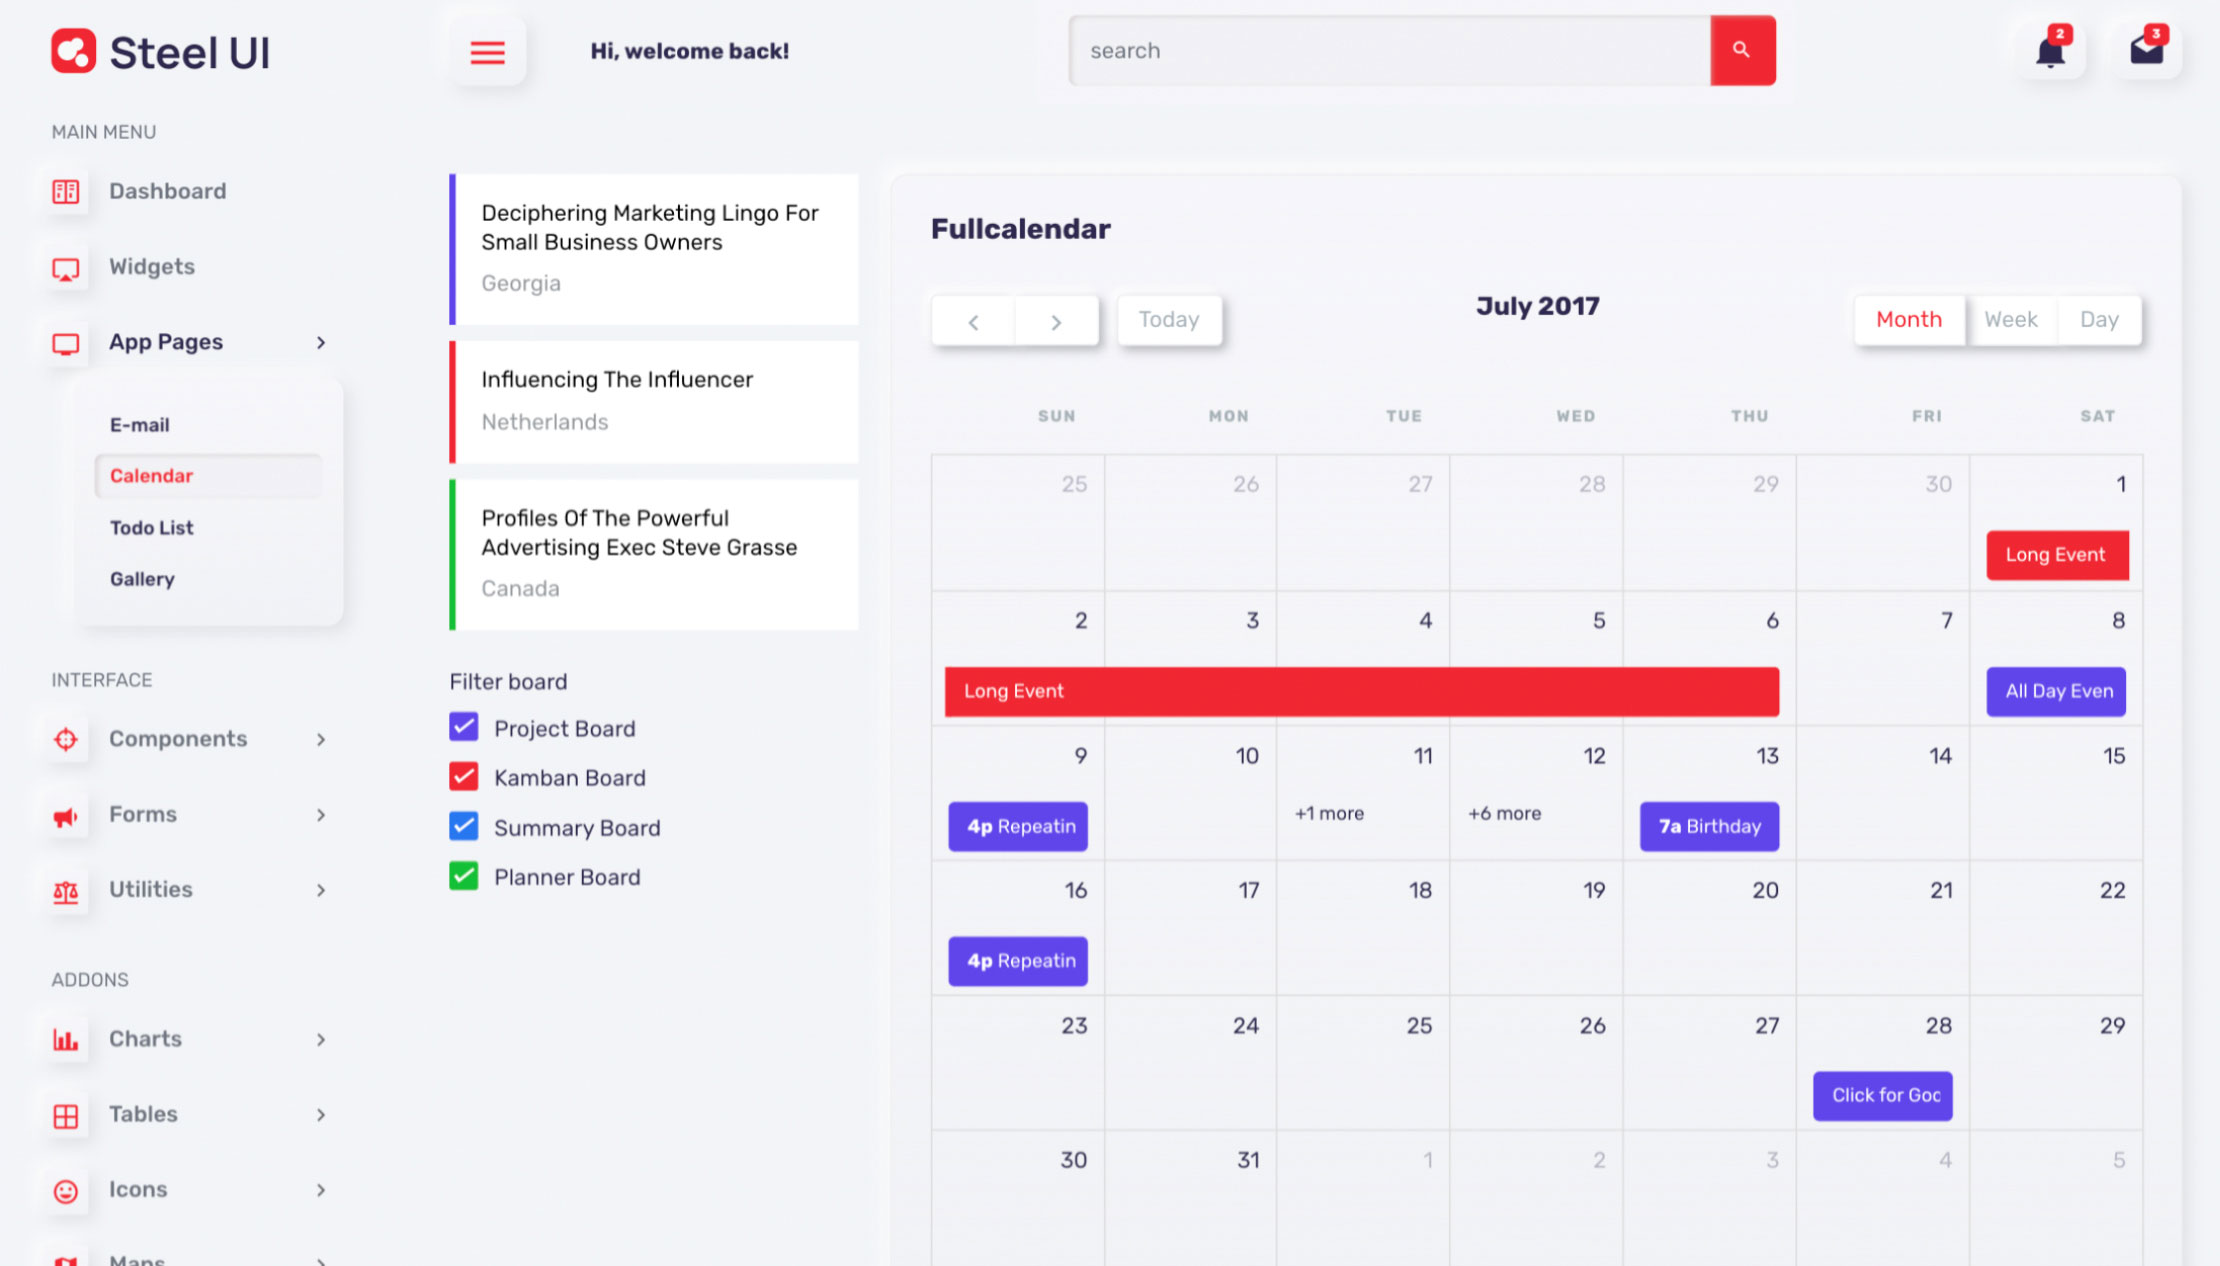 Steel UI
Hi, welcome back!
search
2
3
MAIN MENU
Dashboard
Widgets
App Pages
E-mail
Calendar
Todo List
Gallery
INTERFACE
Components
Forms
Utilities
ADDONS
Charts
Tables
Icons
Maps
Deciphering Marketing Lingo For
Small Business Owners
Georgia
Influencing The Influencer
Netherlands
Profiles Of The Powerful
Advertising Exec Steve Grasse
Canada
Filter board
Project Board
Kamban Board
Summary Board
Planner Board
Fullcalendar
Today
July 2017
Month Week Day
SUN MON TUE WED THU FRI SAT
25 26 27 28 29 30 1
Long Event
2 3 4 5 6 7 8
Long Event
All Day Even
9 10 11 12 13 14 15
4p Repeatin
+1 more
+6 more
7a Birthday
16 17 18 19 20 21 22
4p Repeatin
23 24 25 26 27 28 29
Click for Goo
30 31 1 2 3 4 5